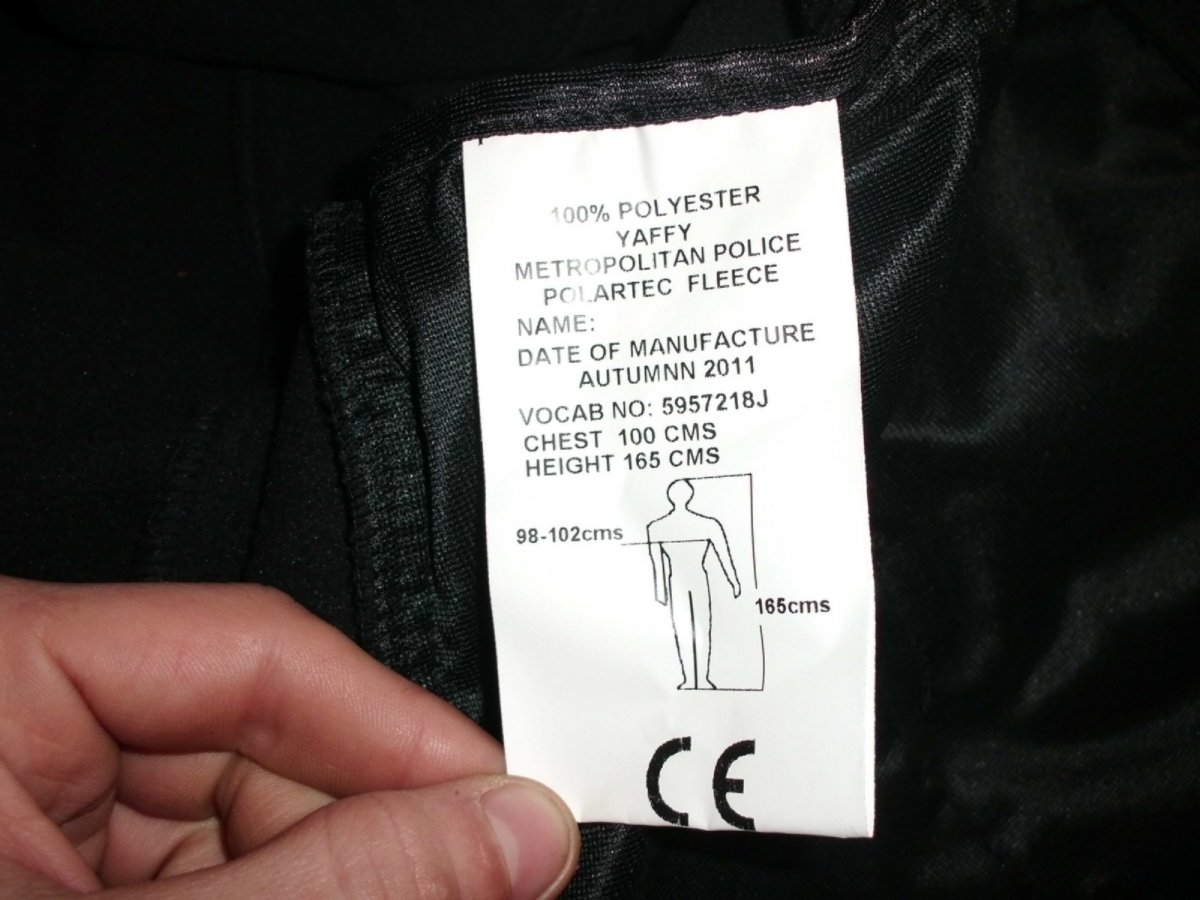 100% POLYESTER
YAFFY
METROPOLITAN POLICE
POLARTEC FLEECE
NAME:
DATE OF MANUFACTURE
AUTUMNN 2011
VOCAB NO: 5957218J
CHEST 100 CMS
HEIGHT 165 CMS
98-102cms
165cms
CE